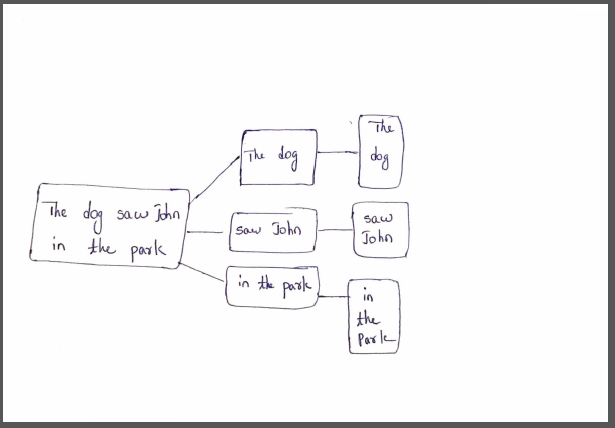 The dog saw John
in the park
The dog
saw John
in the park
The
dog
saw
John
in
the
Park